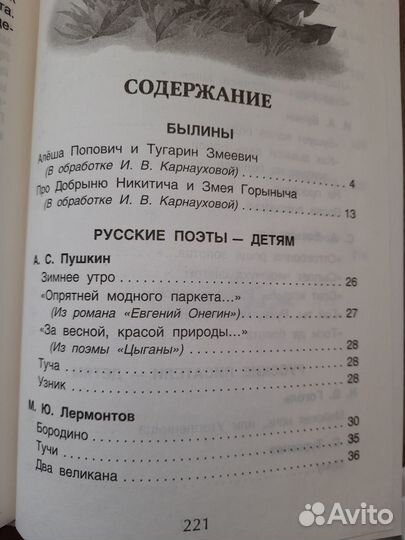 СОДЕРЖАНИЕ
БЫЛИНЫ
Алёша Попович и Тугарин Змеевич
(В обработке И. В. Карнауховой) 4
Про Добрыню Никитича и Змея Горыныча
(В обработке И. В. Карнауховой) 13
РУССКИЕ ПОЭТЫ — ДЕТЯМ
А. С. Пушкин
Зимнее утро 26
«Опрятней модного паркета...»
(Из романа «Евгений Онегин») 27
«За весной, красой природы...»
(Из поэмы «Цыганы») 28
Туча 28
Узник 28
М. Ю. Лермонтов
Бородино 30
Тучи 35
Два великана 36
221
Avito